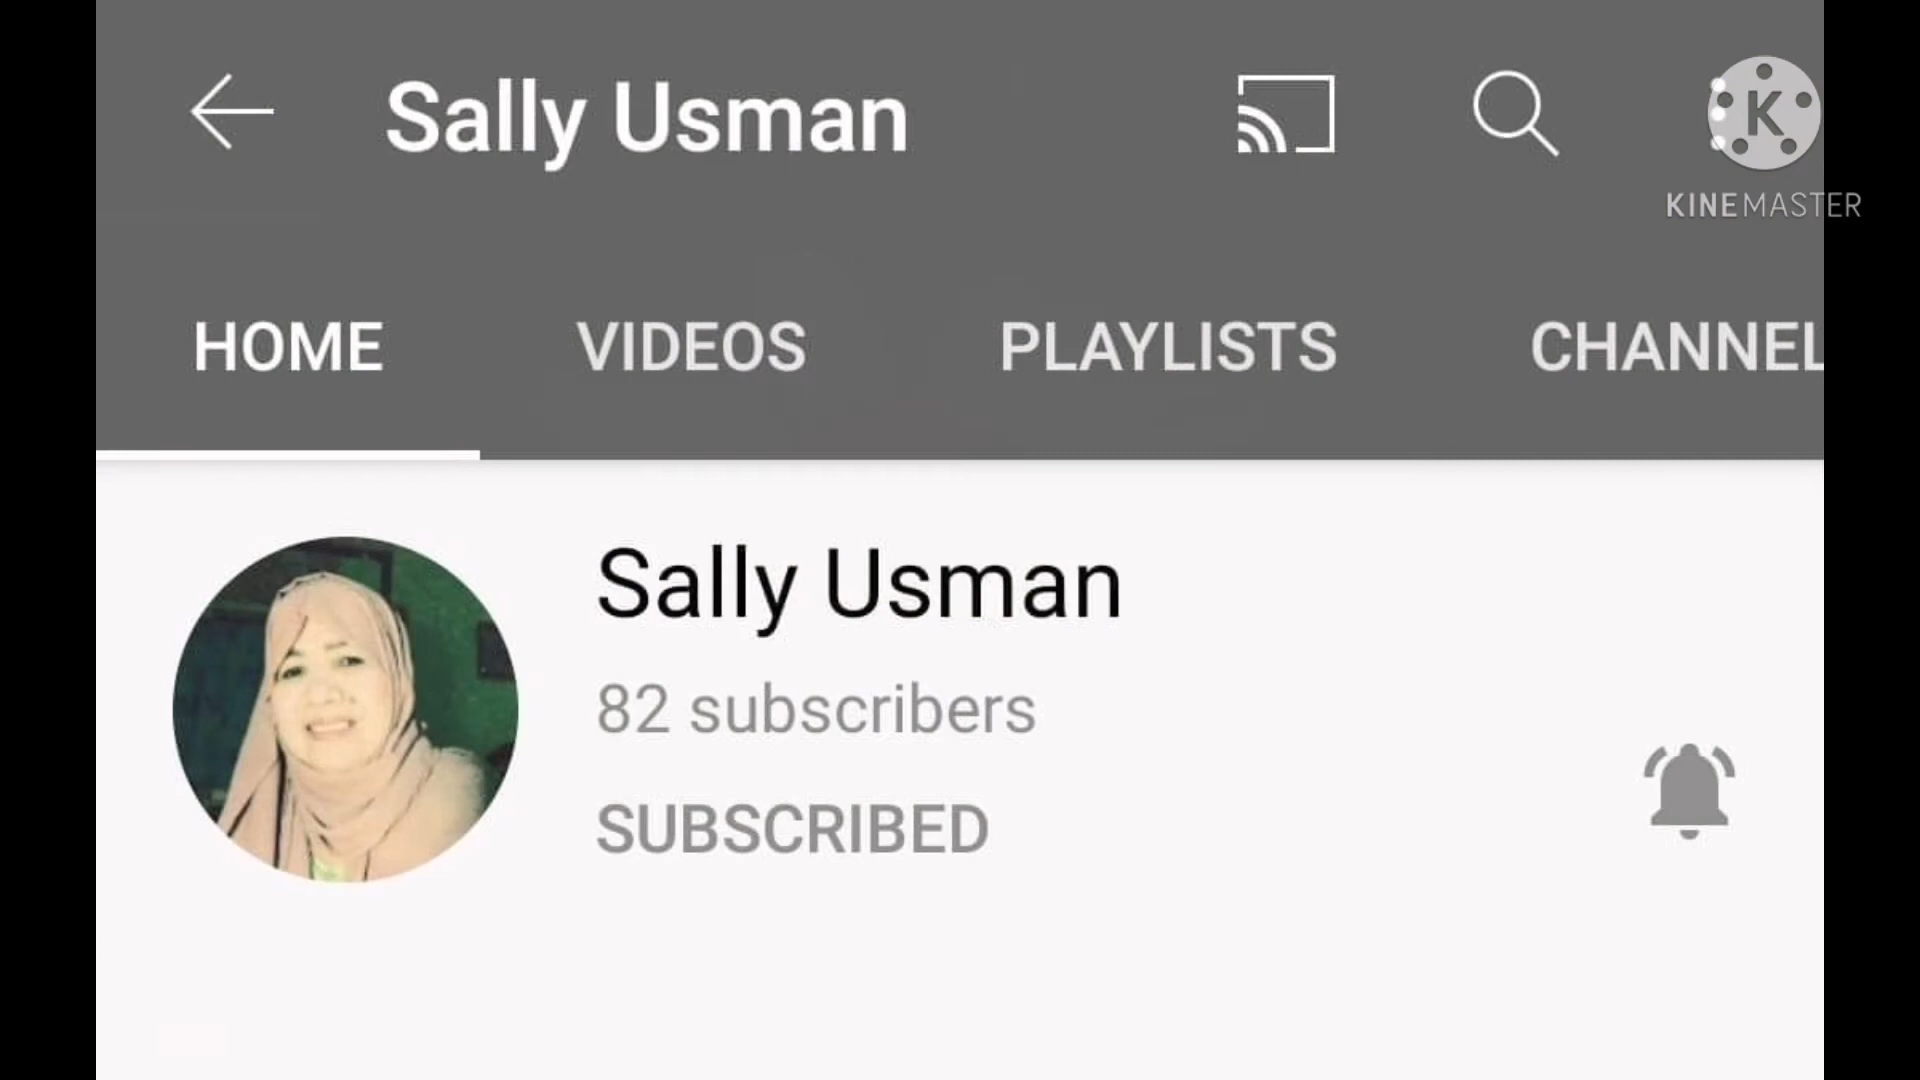 Sally Usman
K
KINEMASTER
HOME VIDEOS PLAYLISTS CHANNEL
Sally Usman
82 subscribers
SUBSCRIBED